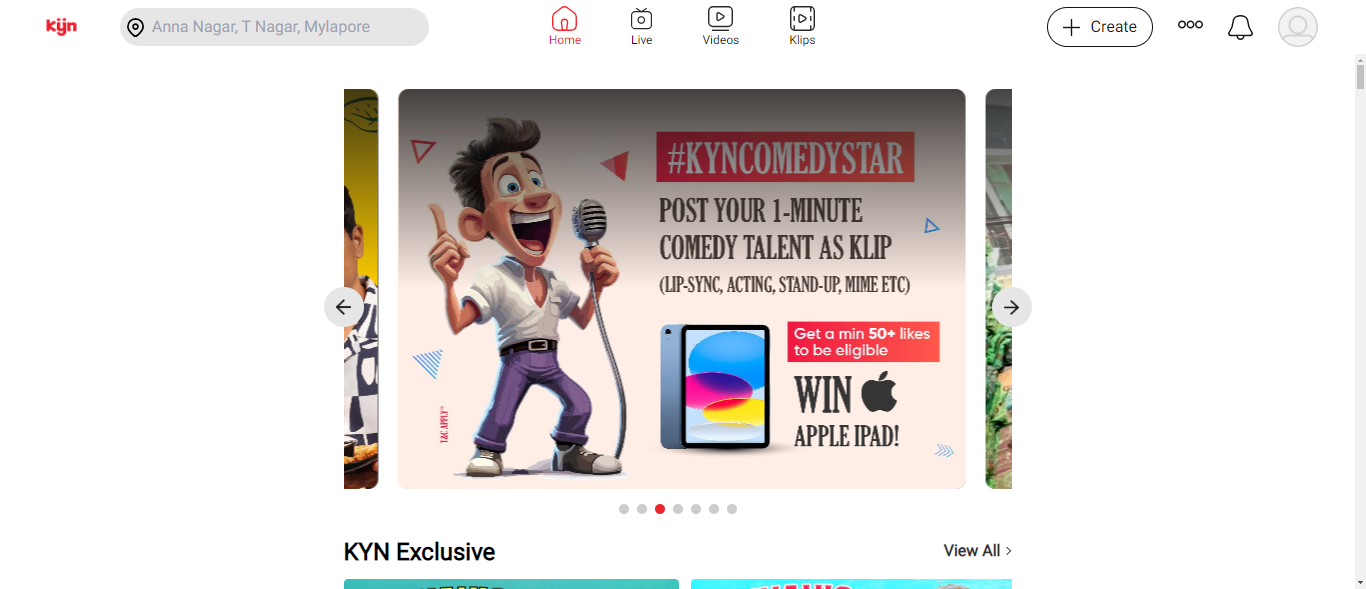 kyn
Anna Nagar, T Nagar, Mylapore
Home
Live
Videos
Klips
Create
#KYNCOMEDYSTAR
POST YOUR 1-MINUTE
COMEDY TALENT AS KLIP
(LIP-SYNC, ACTING, STAND-UP, MIME ETC)
Get a min 50+ likes
to be eligible
WIN
APPLE IPAD!
T&C APPLY*
KYN Exclusive
View All >